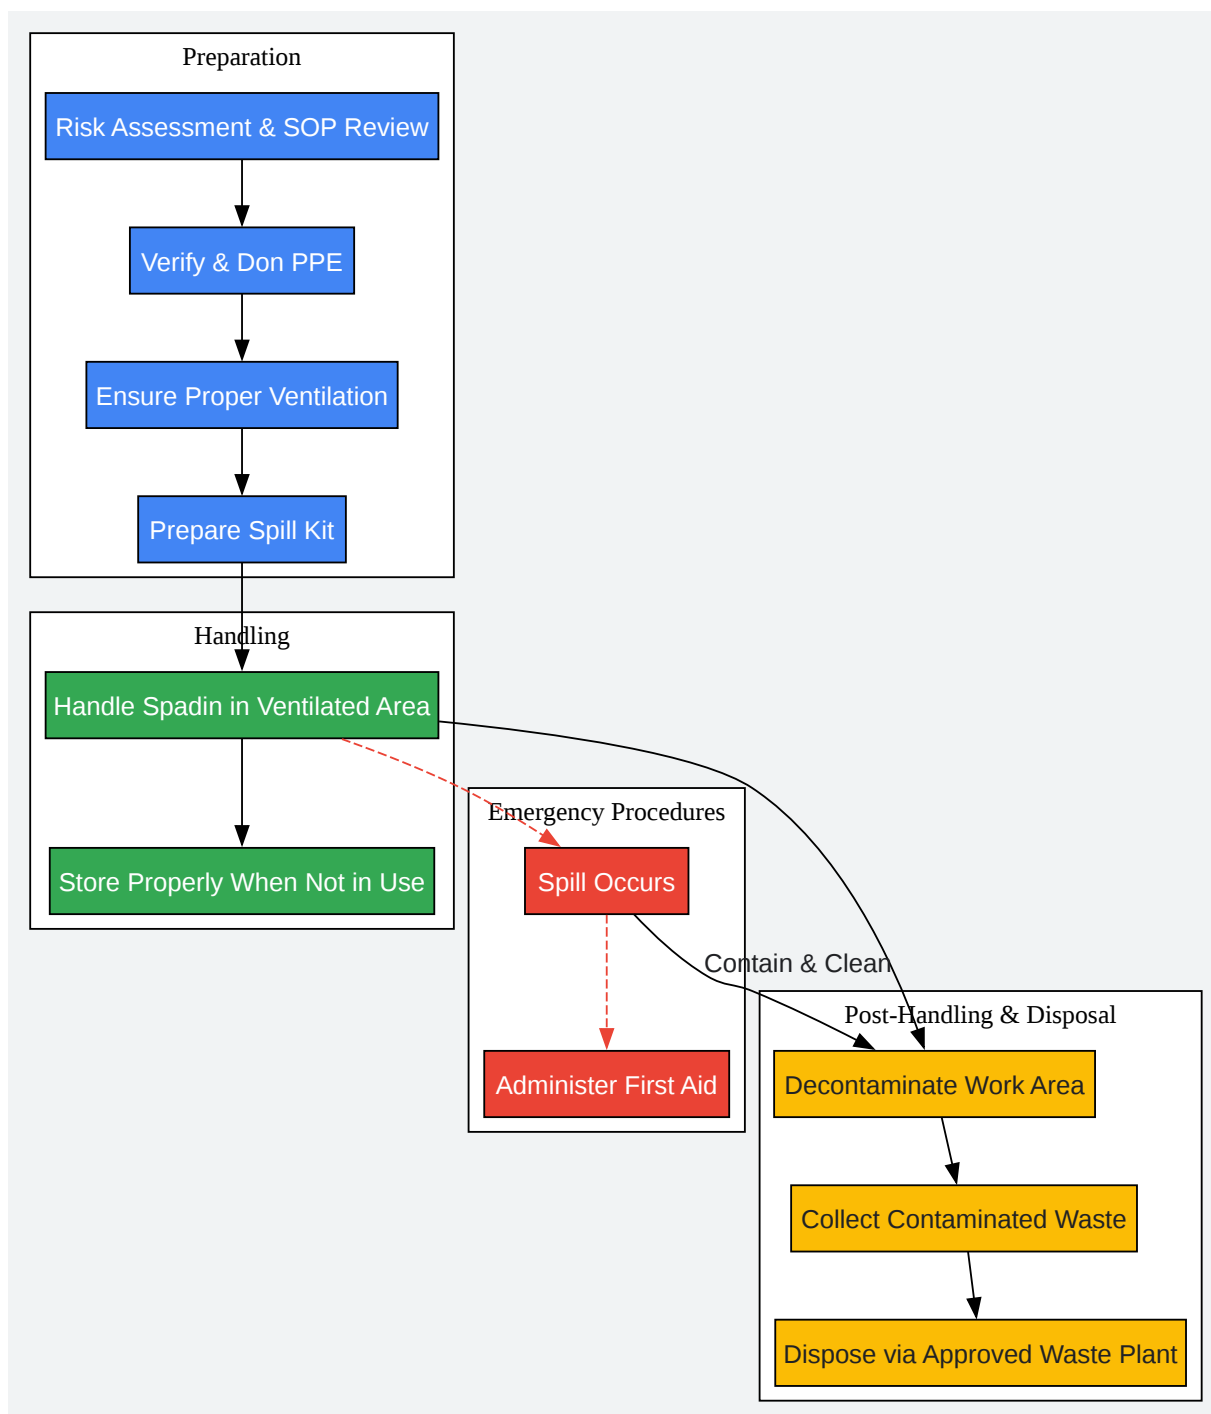 Preparation
Risk Assessment & SOP Review
Verify & Don PPE
Ensure Proper Ventilation
Prepare Spill Kit
Handling
Handle Spadin in Ventilated Area
Store Properly When Not in Use
Emergency Procedures
Spill Occurs
Contain & Clean
Administer First Aid
Post-Handling & Disposal
Decontaminate Work Area
Collect Contaminated Waste
Dispose via Approved Waste Plant